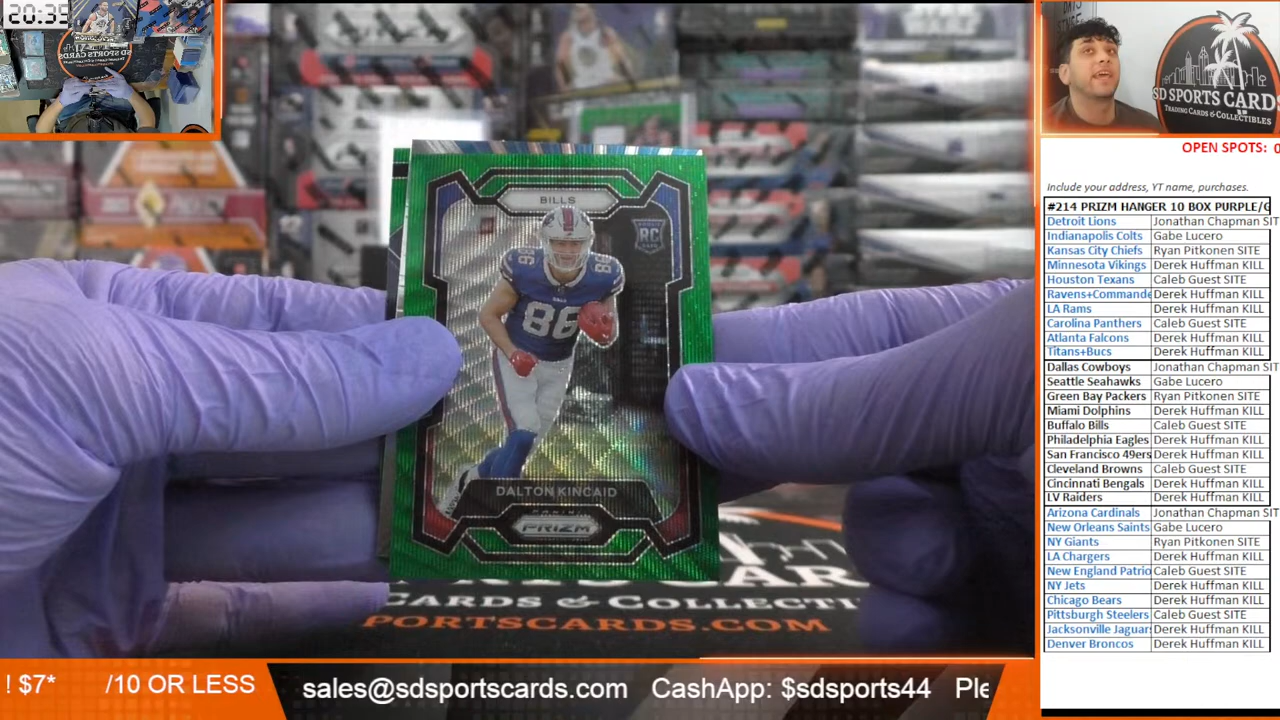 20:35
SD SPORTS CARDS
TRADING CARDS & COLLECTIBLES
OPEN SPOTS: 0
Include your address, YT name, purchases.
#214 PRIZM HANGER 10 BOX PURPLE/G
Detroit Lions Jonathan Chapman SIT
Indianapolis Colts Gabe Lucero
Kansas City Chiefs Ryan Pitkonen SITE
Minnesota Vikings Derek Huffman KILL
Houston Texans Caleb Guest SITE
Ravens+Commande Derek Huffman KILL
LA Rams Derek Huffman KILL
Carolina Panthers Caleb Guest SITE
Atlanta Falcons Derek Huffman KILL
Titans+Bucs Derek Huffman KILL
Dallas Cowboys Jonathan Chapman SIT
Seattle Seahawks Gabe Lucero
Green Bay Packers Ryan Pitkonen SITE
Miami Dolphins Derek Huffman KILL
Buffalo Bills Caleb Guest SITE
Philadelphia Eagles Derek Huffman KILL
San Francisco 49ers Derek Huffman KILL
Cleveland Browns Caleb Guest SITE
Cincinnati Bengals Derek Huffman KILL
LV Raiders Derek Huffman KILL
Arizona Cardinals Jonathan Chapman SIT
New Orleans Saints Gabe Lucero
NY Giants Ryan Pitkonen SITE
LA Chargers Derek Huffman KILL
New England Patrio Caleb Guest SITE
NY Jets Derek Huffman KILL
Chicago Bears Derek Huffman KILL
Pittsburgh Steelers Caleb Guest SITE
Jacksonville Jaguar Derek Huffman KILL
Denver Broncos Derek Huffman KILL
BILLS
RC
86
86
DALTON KINCAID
PANINI
PRIZM
CARDS & COLLECTI
RTSCARDS.COM
! $7* /10 OR LESS sales@sdsportscards.com CashApp: $sdsports44 Ple